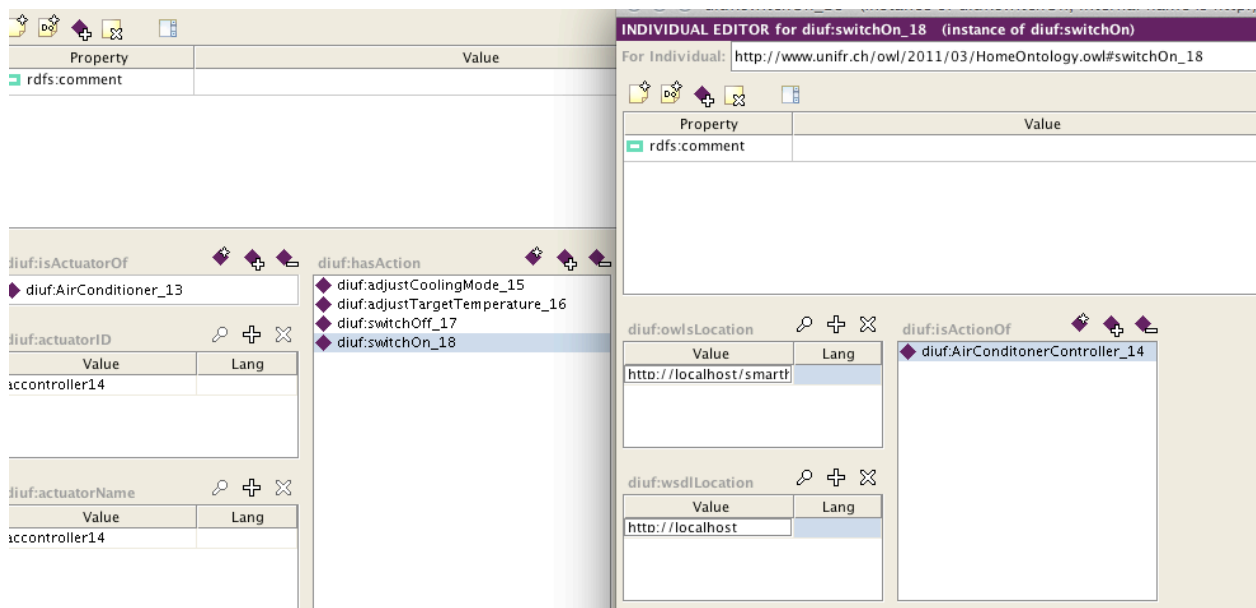 INDIVIDUAL EDITOR for diuf:switchOn_18 (instance of diuf:switchOn)
For Individual: http://www.unifr.ch/owl/2011/03/HomeOntology.owl#switchOn_18
Property Value
rdfs:comment
diuf:isActuatorOf
diuf:AirConditioner_13
diuf:actuatorID
Value Lang
accontroller14
diuf:actuatorName
Value Lang
accontroller14
diuf:hasAction
diuf:adjustCoolingMode_15
diuf:adjustTargetTemperature_16
diuf:switchOff_17
diuf:switchOn_18
Property Value
rdfs:comment
diuf:owlsLocation
Value Lang
http://localhost/smarth
diuf:wsdlLocation
Value Lang
http://localhost
diuf:isActionOf
diuf:AirConditonerController_14